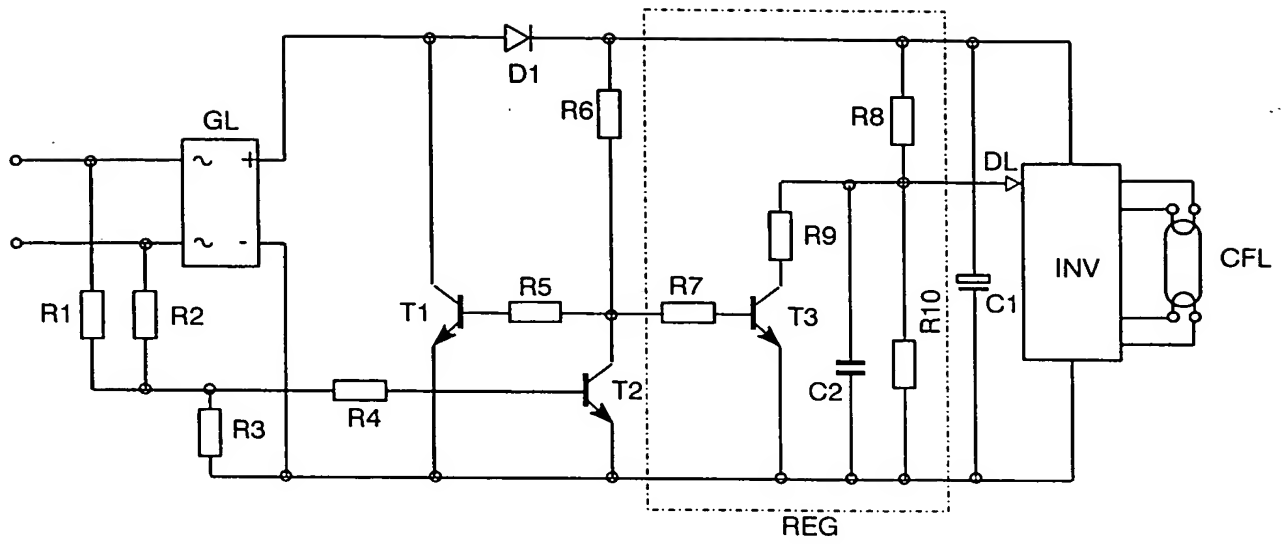 D1
R6
R8
GL
~ +
DL
~ -
R9
INV
CFL
R1
R2
T1
R5
R7
T3
R10
C1
R3
R4
T2
C2
REG